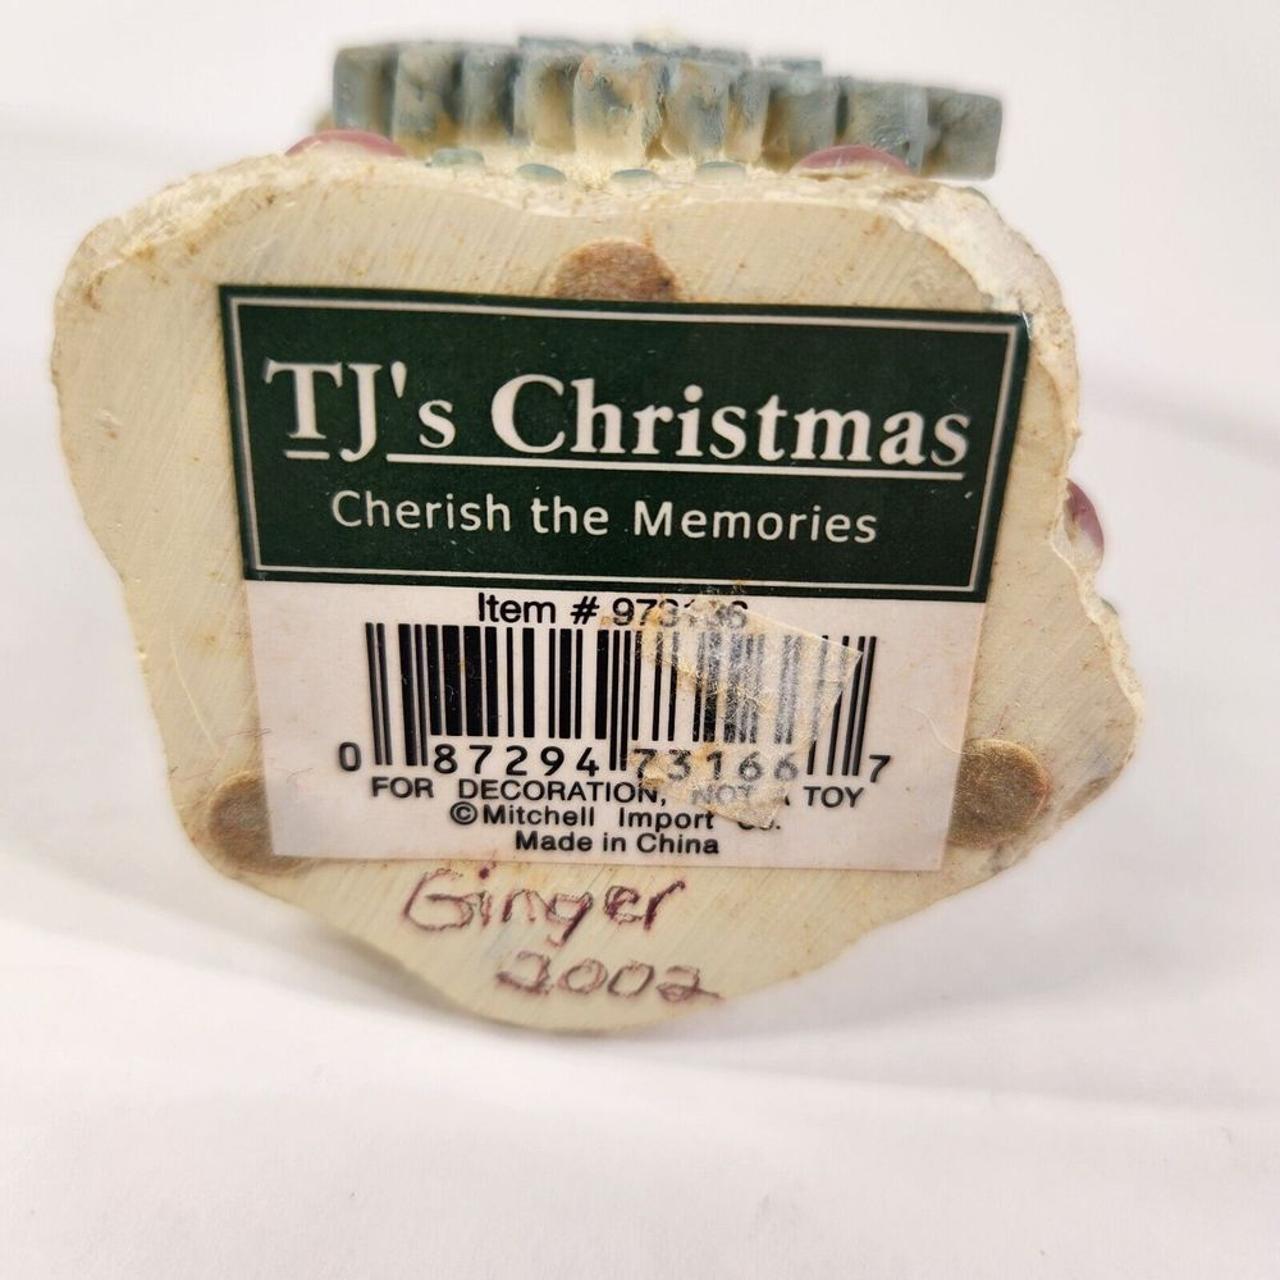 TJ's Christmas
Cherish the Memories
Item #
0 87294 73166 7
FOR DECORATION, NOT A TOY
©Mitchell Import Co.
Made in China
Ginger
2002